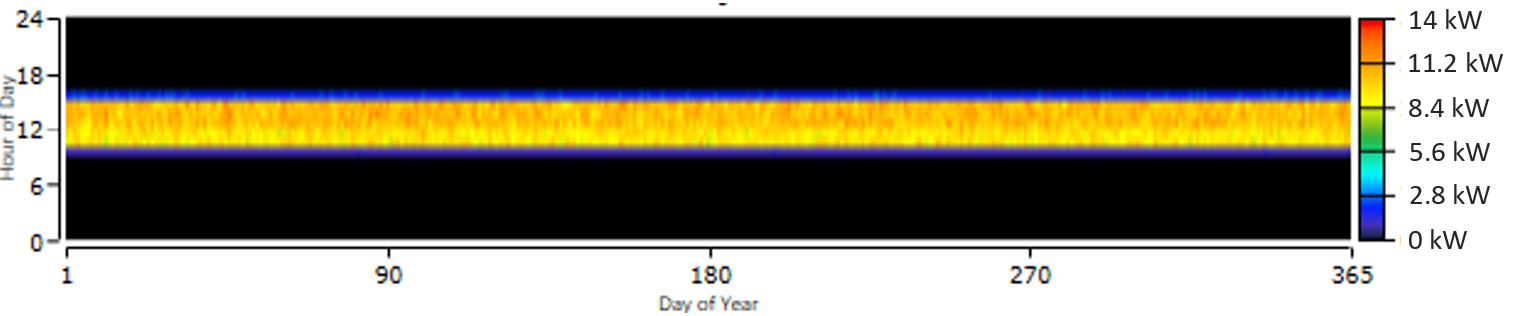 24
18
12
6
0
Hour of Day
1 90 180 270 365
Day of Year
14 kW
11.2 kW
8.4 kW
5.6 kW
2.8 kW
0 kW